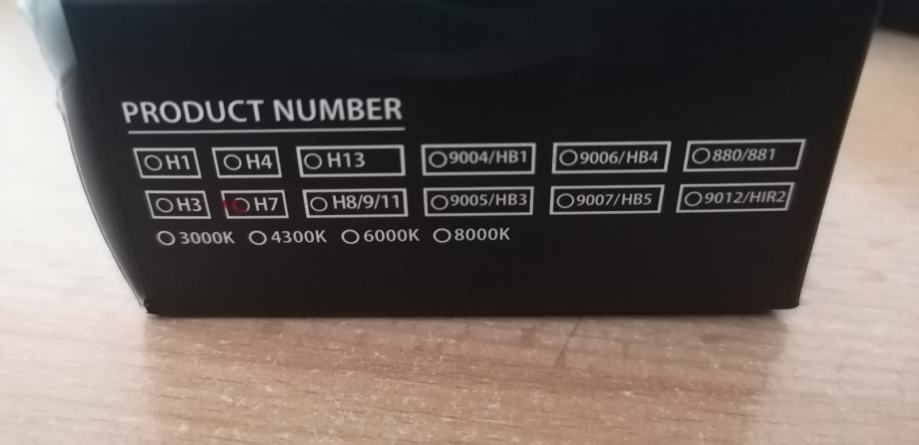 PRODUCT NUMBER
H1 H4 H13 9004/HB1 9006/HB4 880/881
H3 H7 H8/9/11 9005/HB3 9007/HB5 9012/HIR2
3000K 4300K 6000K 8000K